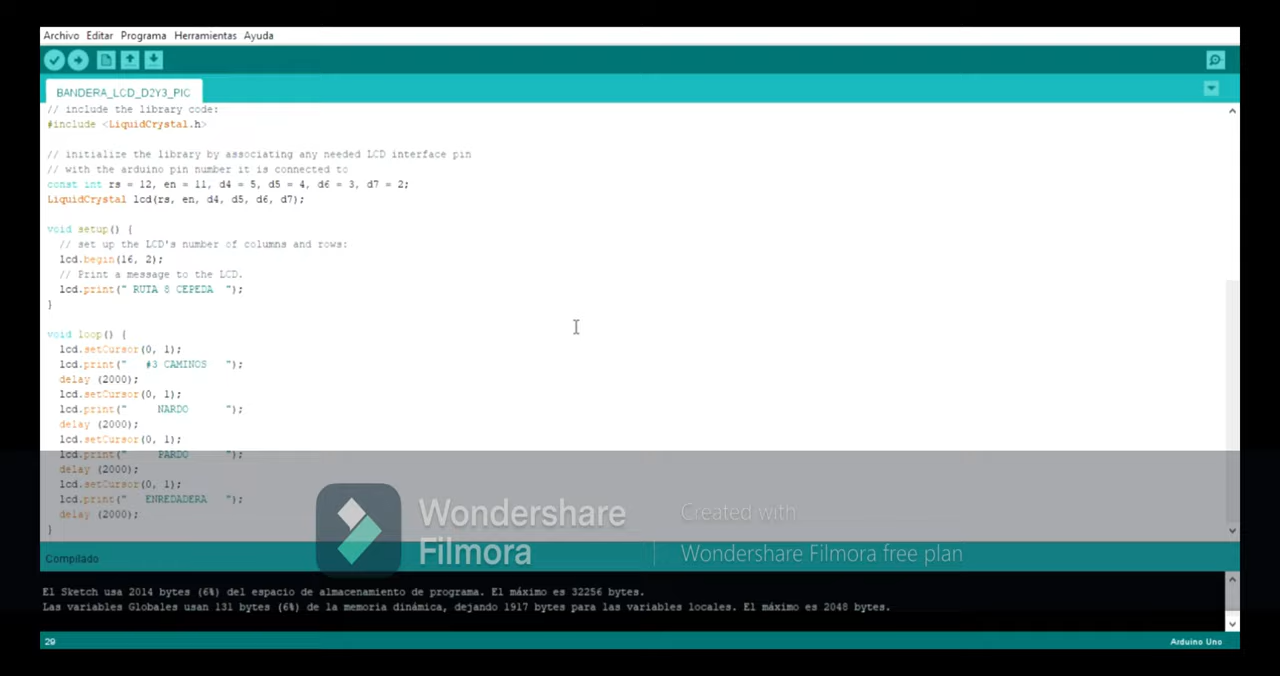 Archivo Editar Programa Herramientas Ayuda
BANDERA_LCD_D2Y3_PIC
// include the library code:
#include <LiquidCrystal.h>
// initialize the library by associating any needed LCD interface pin
// with the arduino pin number it is connected to
const int rs = 12, en = 11, d4 = 5, d5 = 4, d6 = 3, d7 = 2;
LiquidCrystal lcd(rs, en, d4, d5, d6, d7);
void setup() {
  // set up the LCD's number of columns and rows:
  lcd.begin(16, 2);
  // Print a message to the LCD.
  lcd.print(" RUTA 8 CEPEDA  ");
}
void loop() {
  lcd.setCursor(0, 1);
  lcd.print("   #3 CAMINOS   ");
  delay (2000);
  lcd.setCursor(0, 1);
  lcd.print("     NARDO      ");
  delay (2000);
  lcd.setCursor(0, 1);
  lcd.print("     PARDO      ");
  delay (2000);
  lcd.setCursor(0, 1);
  lcd.print("   ENREDADERA   ");
  delay (2000);
}
Wondershare
Filmora
Created with
Wondershare Filmora free plan
Compilado
El Sketch usa 2014 bytes (6%) del espacio de almacenamiento de programa. El máximo es 32256 bytes.
Las variables Globales usan 131 bytes (6%) de la memoria dinámica, dejando 1917 bytes para las variables locales. El máximo es 2048 bytes.
29
Arduino Uno